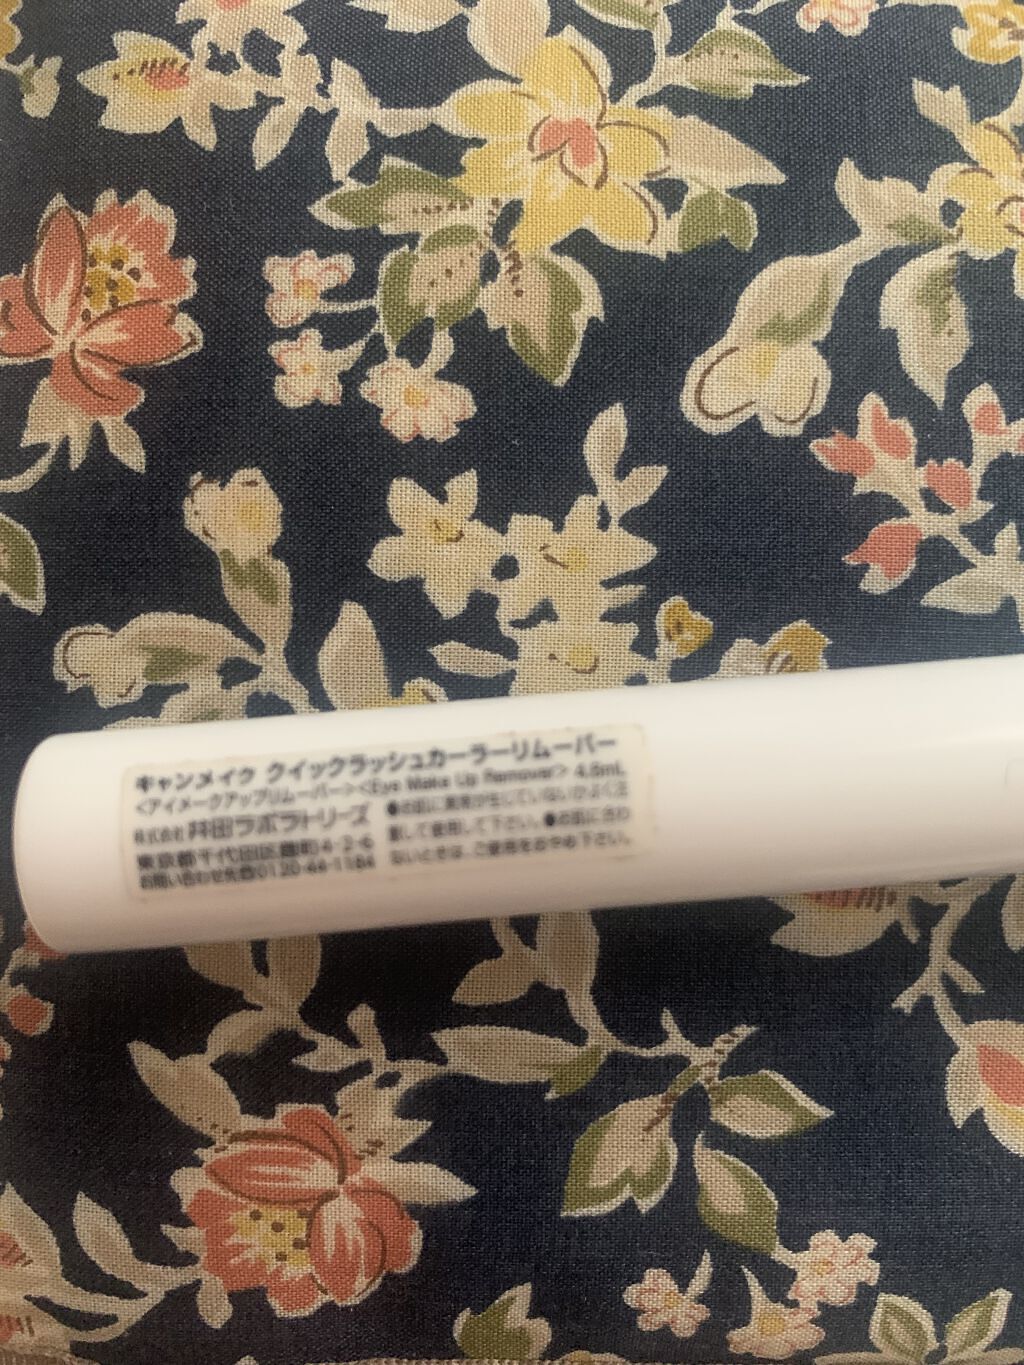 キャンメイク クイックラッシュカーラーリムーバー
<アイメークアップリムーバー><Eye Make Up Remover> 4.6mL
株式会社 井田ラボラトリーズ
東京都千代田区麹町4-2-6
お問い合わせ先☎0120-44-1184
●お肌に異常が生じていないかよく注
意して使用して下さい。●お肌に合わ
ないときは、ご使用をおやめ下さい。